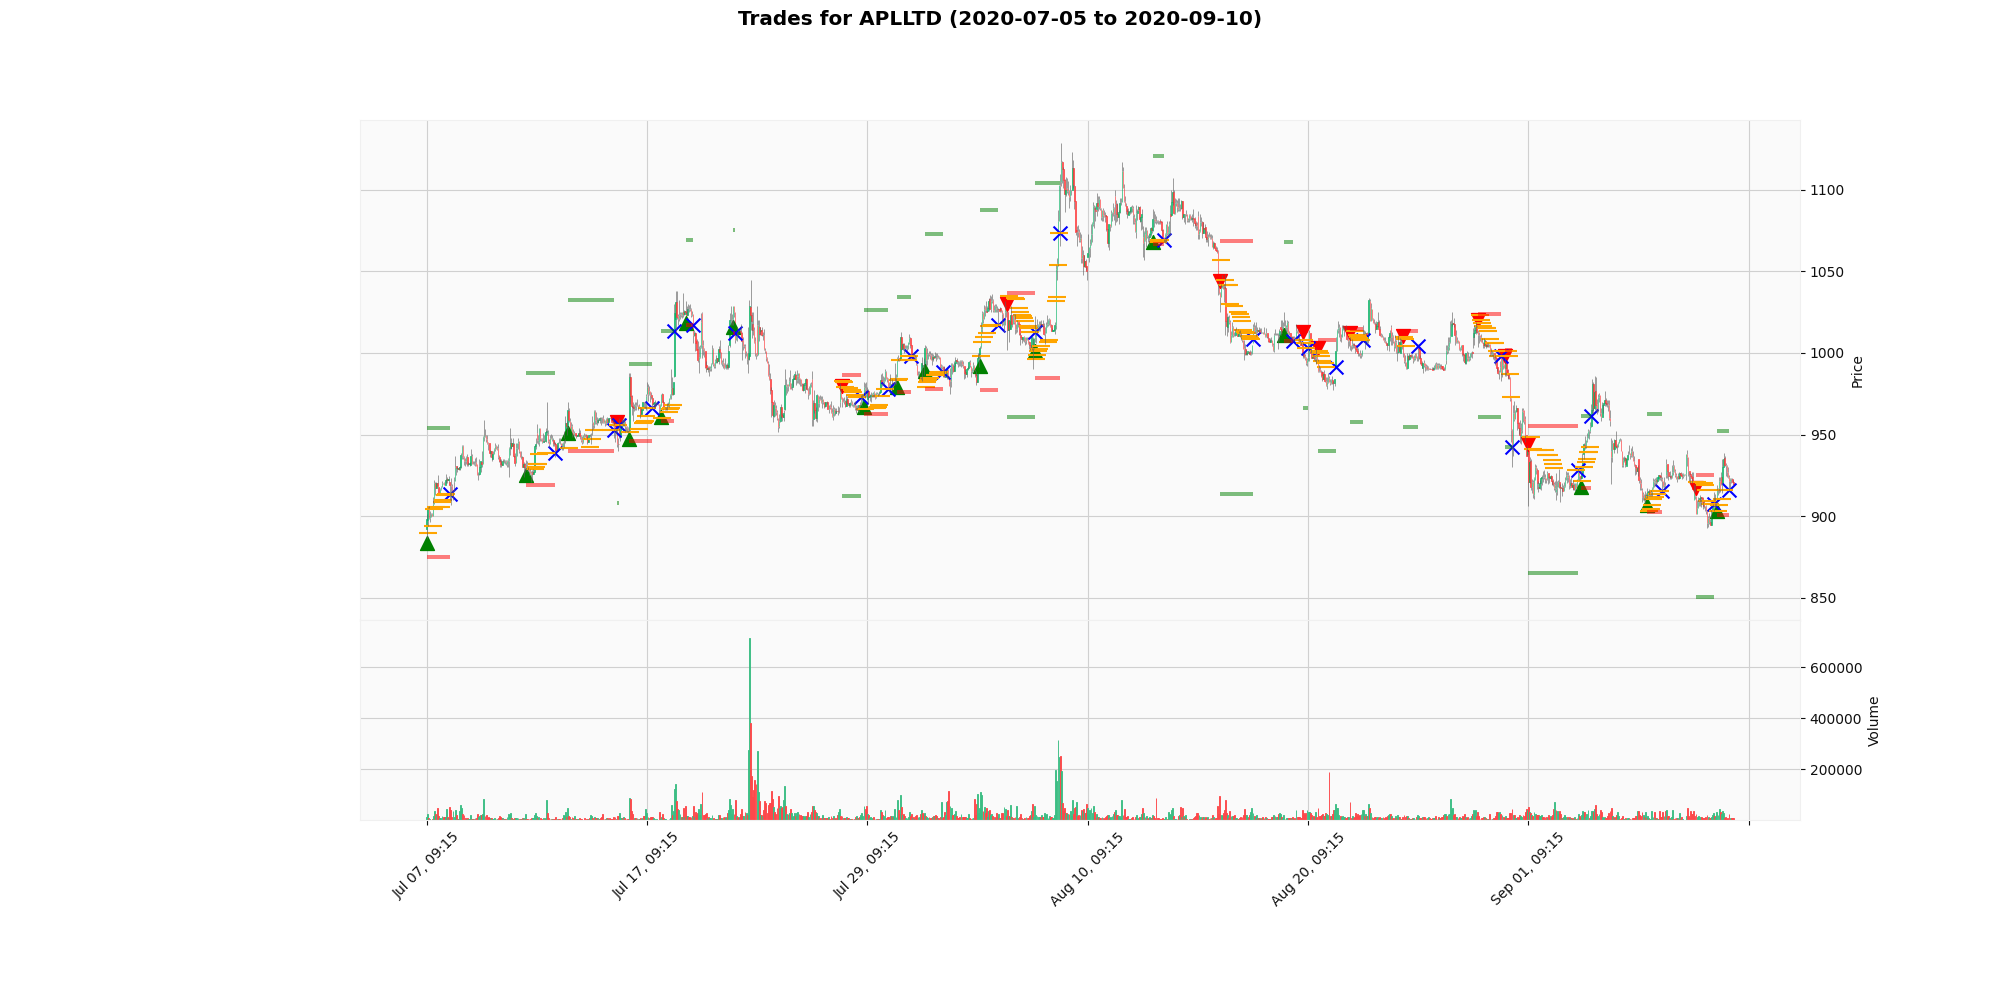 Trades for APLLTD (2020-07-05 to 2020-09-10)
1100
1050
1000
950
900
850
Price
600000
400000
200000
Volume
Jul 07, 09:15
Jul 17, 09:15
Jul 29, 09:15
Aug 10, 09:15
Aug 20, 09:15
Sep 01, 09:15